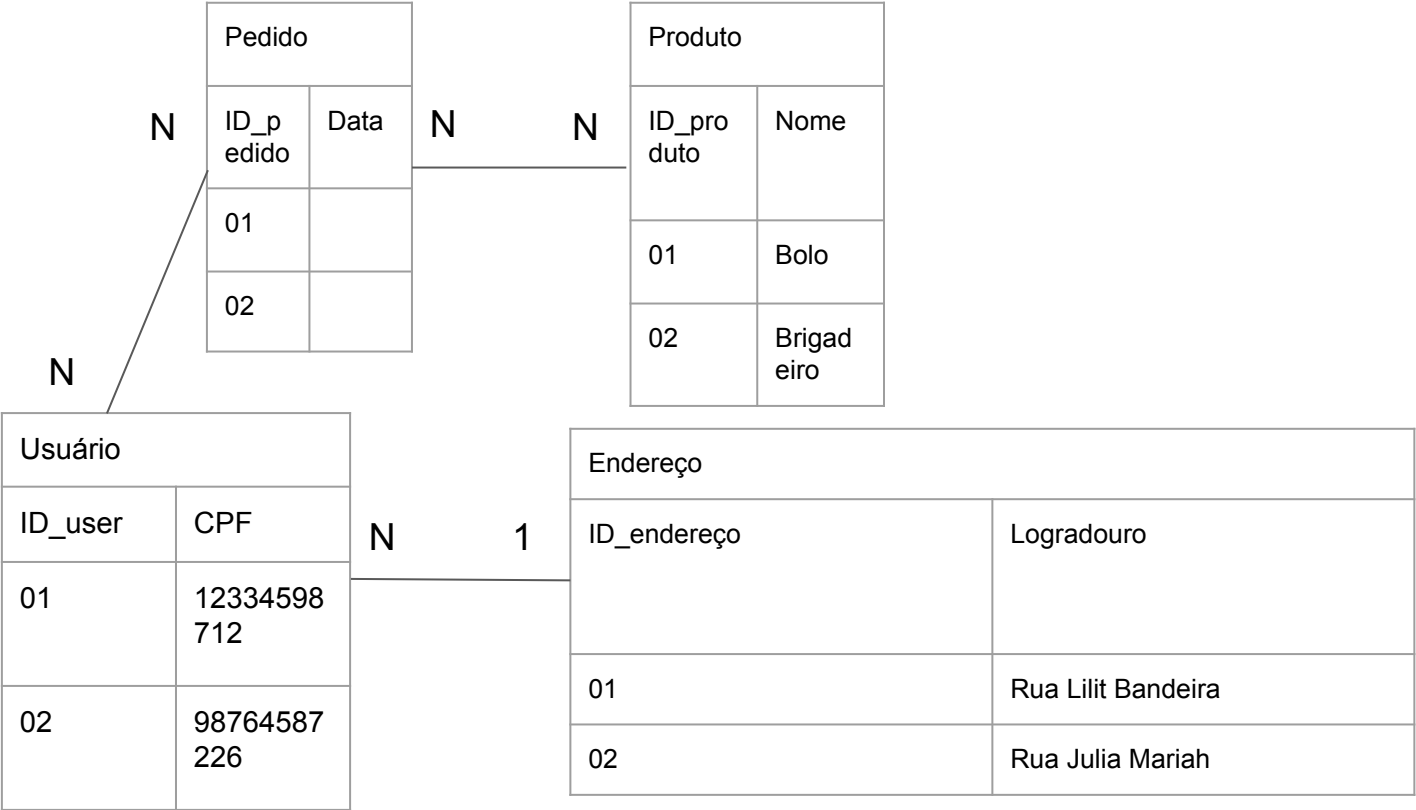 Pedido
ID_p
edido
Data
01
02
N
N
N
N
Produto
ID_pro
duto
Nome
01
Bolo
02
Brigad
eiro
Usuário
ID_user
CPF
01
12334598
712
02
98764587
226
N
1
Endereço
ID_endereço
Logradouro
01
Rua Lilit Bandeira
02
Rua Julia Mariah